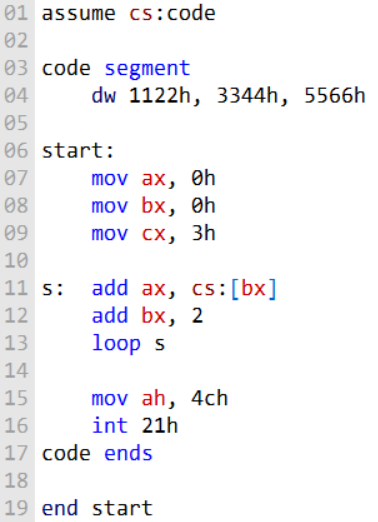 01 assume cs:code
02
03 code segment
04     dw 1122h, 3344h, 5566h
05
06 start:
07     mov ax, 0h
08     mov bx, 0h
09     mov cx, 3h
10
11 s:  add ax, cs:[bx]
12     add bx, 2
13     loop s
14
15     mov ah, 4ch
16     int 21h
17 code ends
18
19 end start